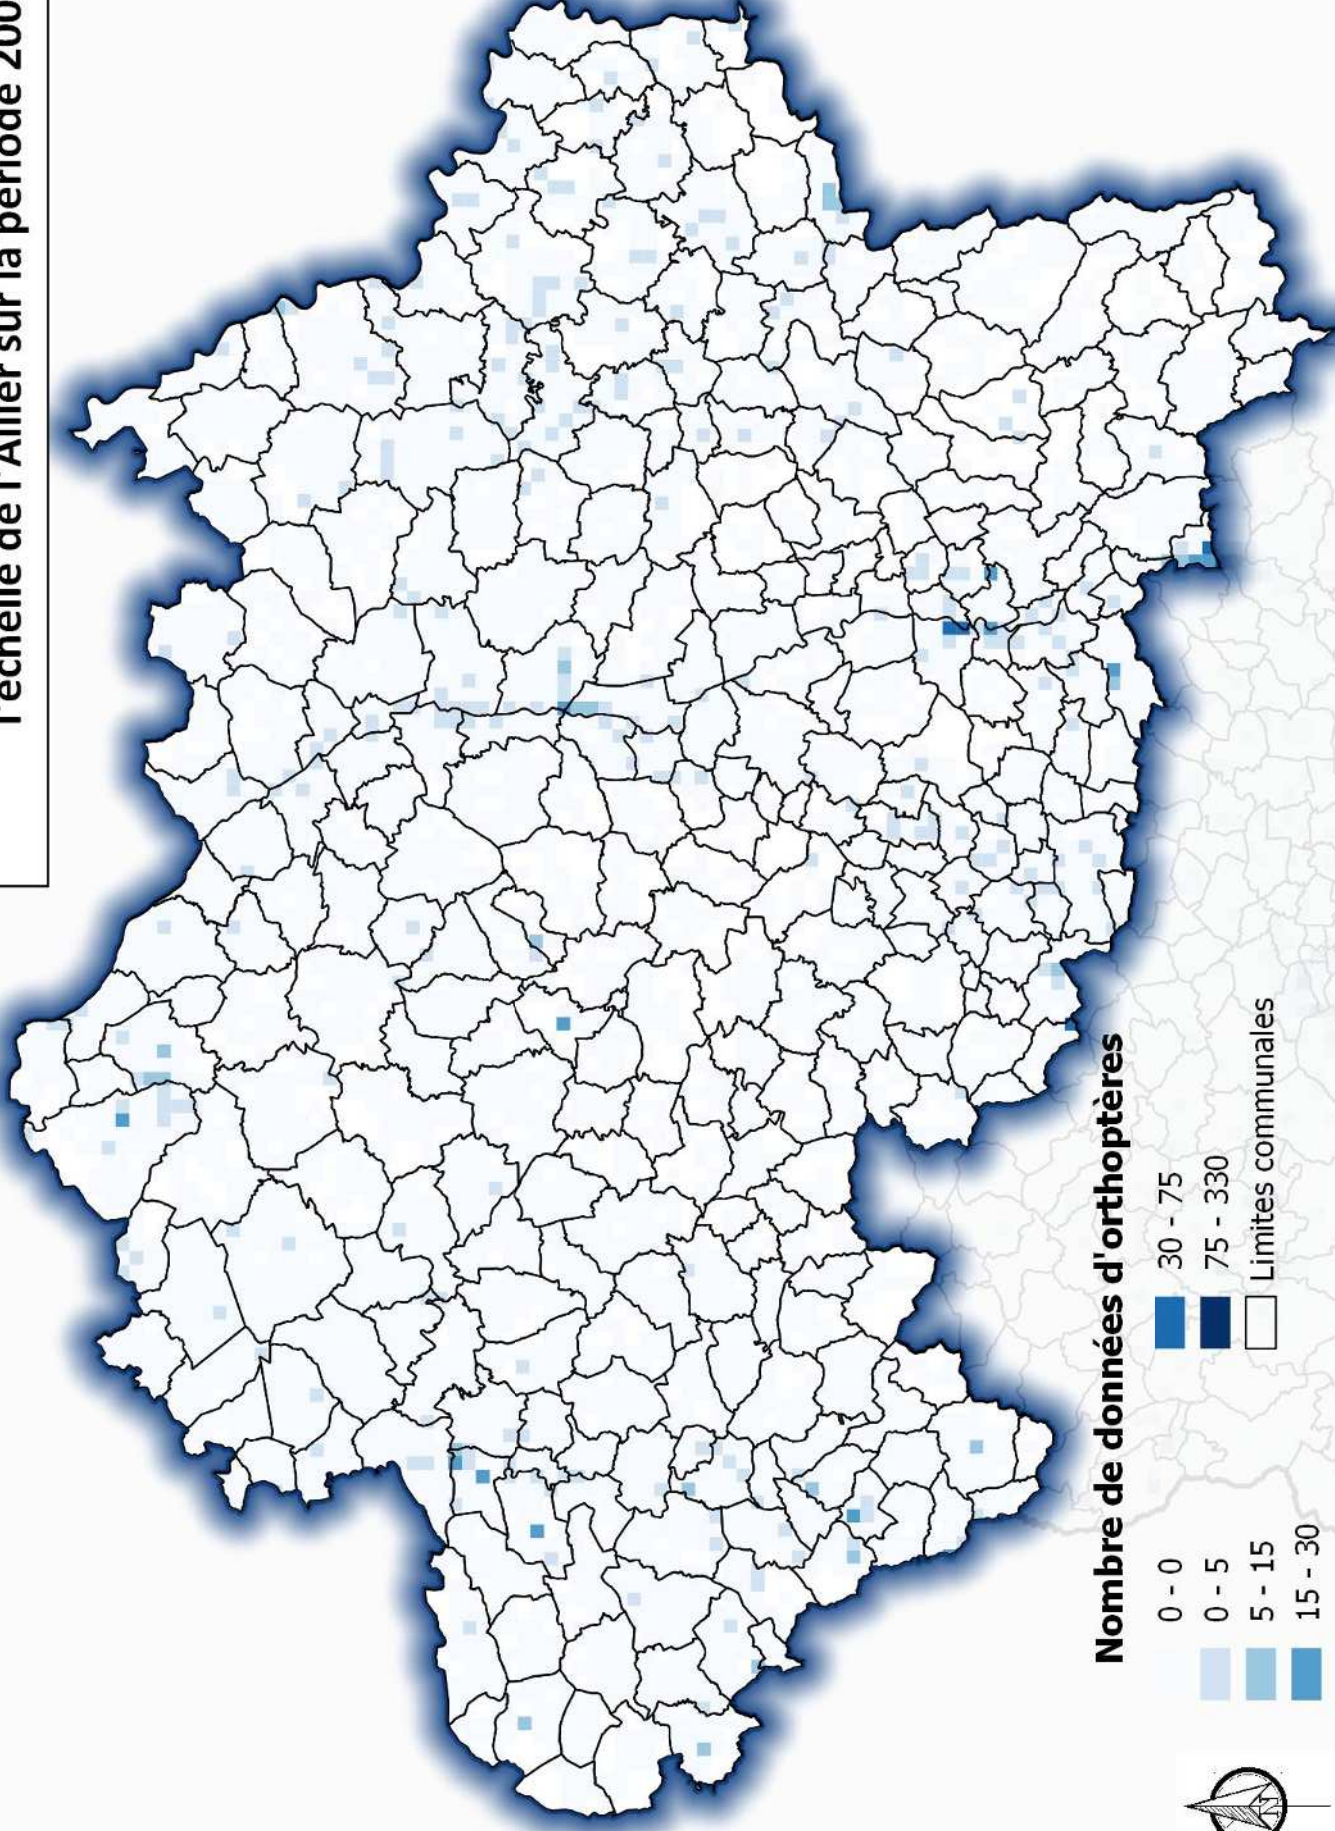 l'échelle de l'Allier sur la période 200
Nombre de données d'orthoptères
0 - 0
0 - 5
5 - 15
15 - 30
30 - 75
75 - 330
Limites communales
N